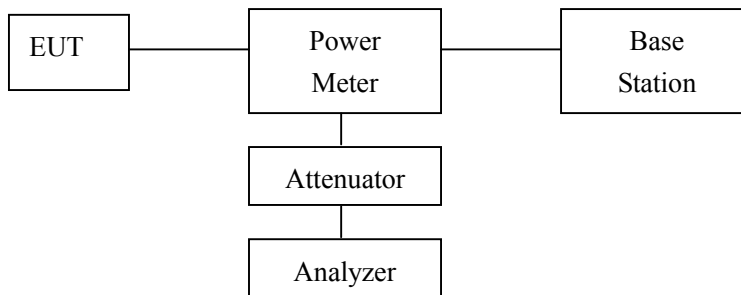 EUT
Power
Meter
Base
Station
Attenuator
Analyzer